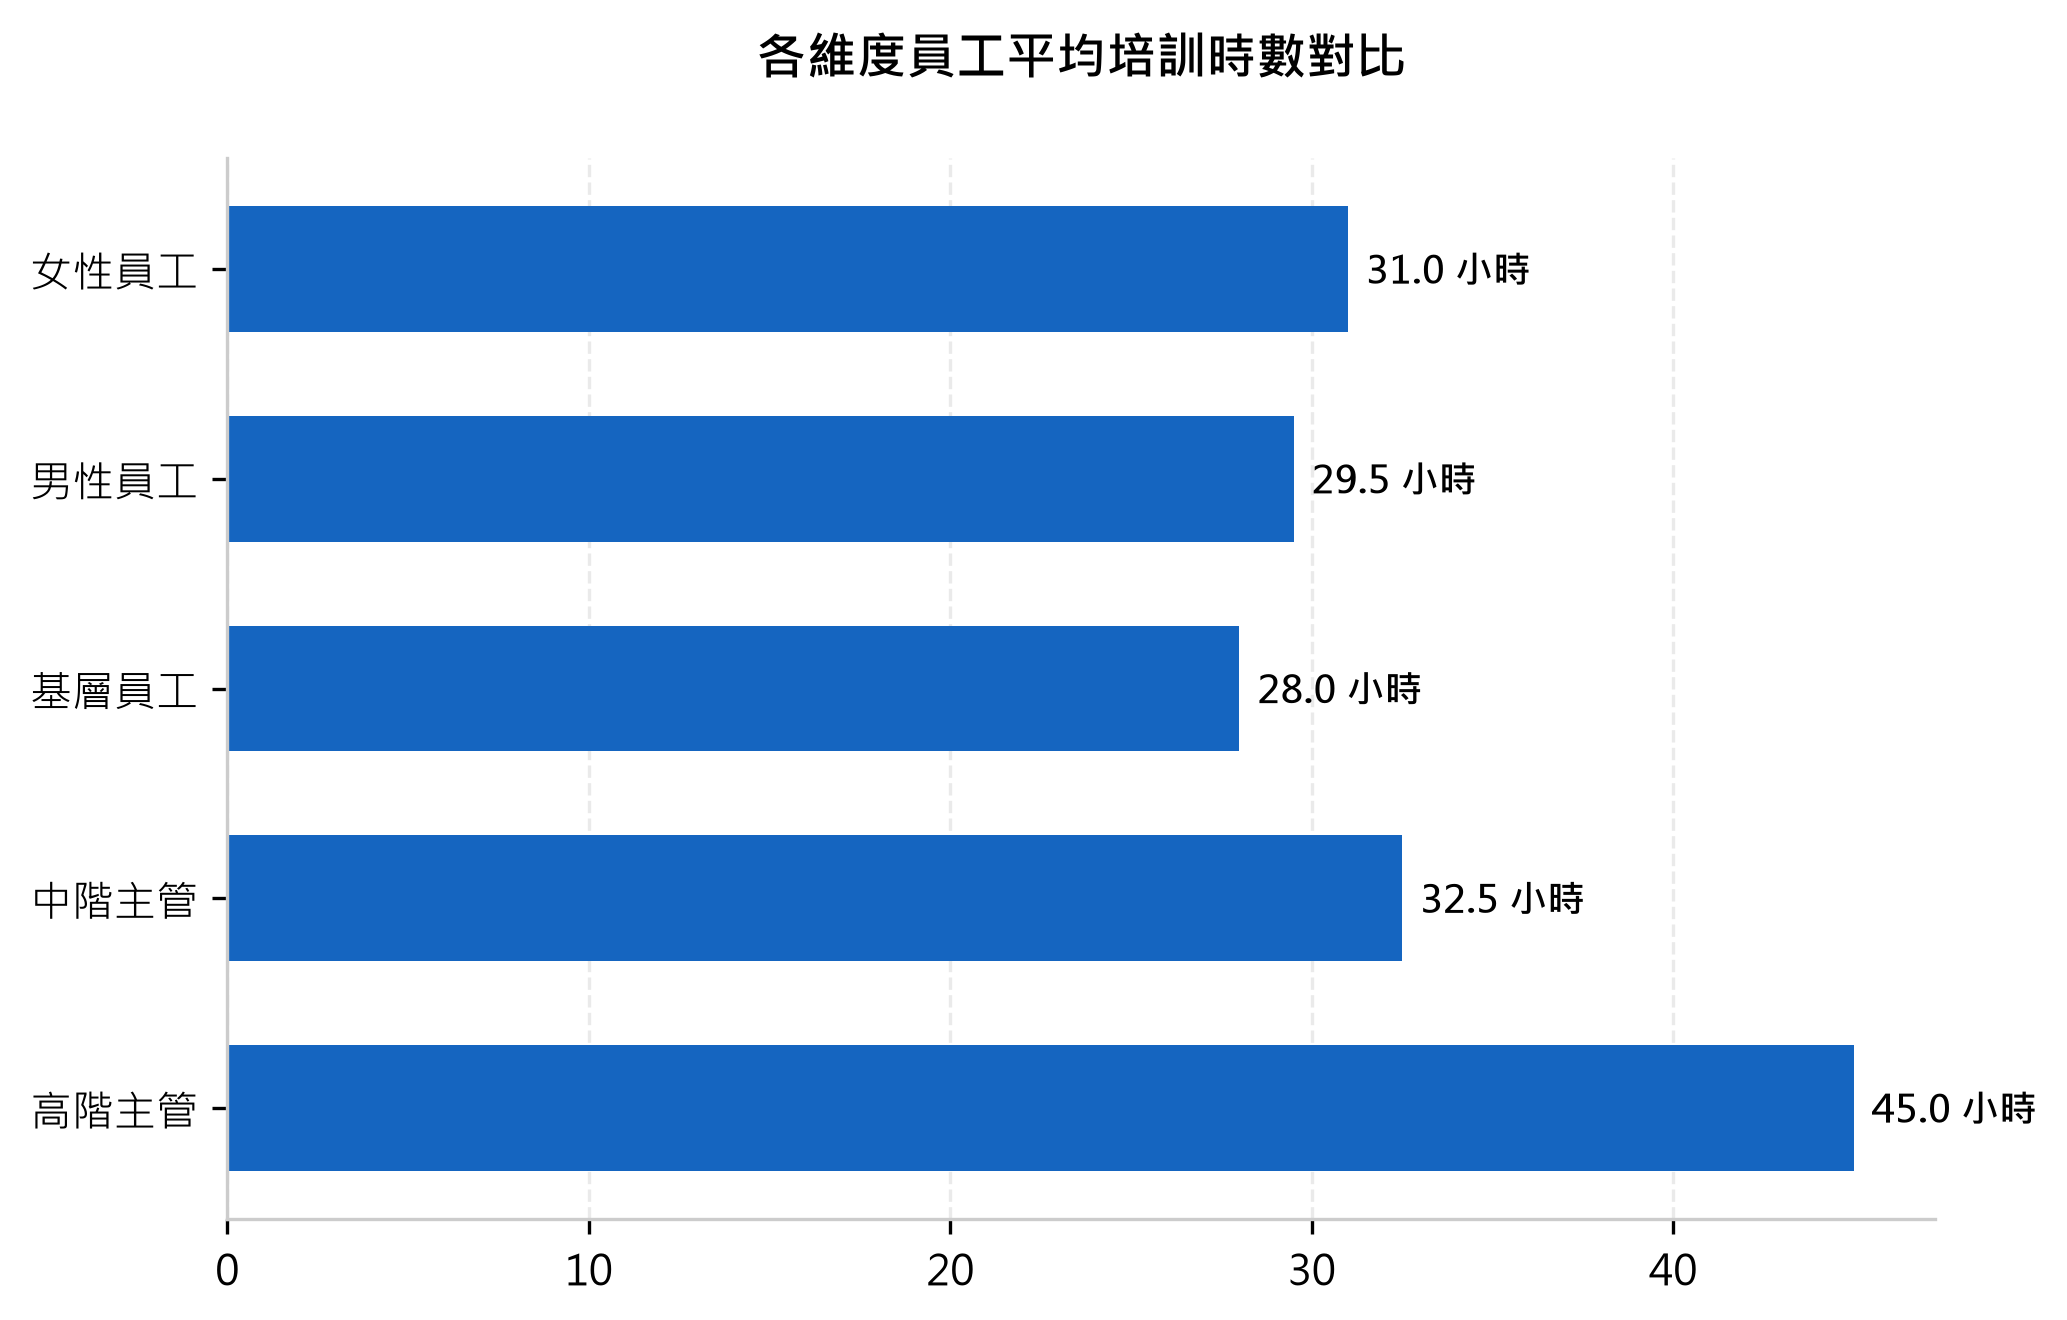 各維度員工平均培訓時數對比
女性員工 31.0 小時
男性員工 29.5 小時
基層員工 28.0 小時
中階主管 32.5 小時
高階主管 45.0 小時
0 10 20 30 40